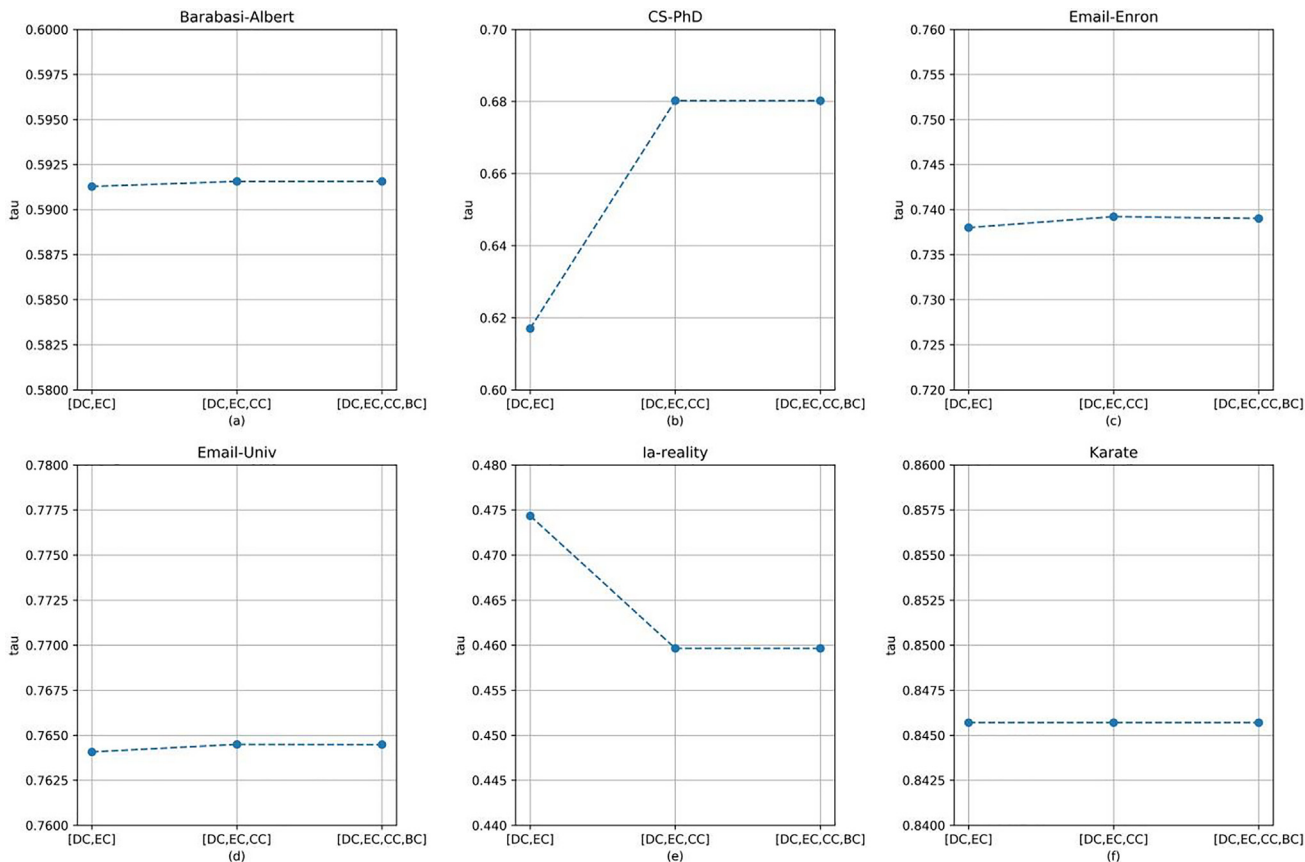 Barabasi-Albert
0.6000
0.5975
0.5950
0.5925
0.5900
0.5875
0.5850
0.5825
0.5800
tau
[DC,EC] [DC,EC,CC] [DC,EC,CC,BC]
(a)
CS-PhD
0.70
0.68
0.66
0.64
0.62
0.60
tau
[DC,EC] [DC,EC,CC] [DC,EC,CC,BC]
(b)
Email-Enron
0.760
0.755
0.750
0.745
0.740
0.735
0.730
0.725
0.720
tau
[DC,EC] [DC,EC,CC] [DC,EC,CC,BC]
(c)
Email-Univ
0.7800
0.7775
0.7750
0.7725
0.7700
0.7675
0.7650
0.7625
0.7600
tau
[DC,EC] [DC,EC,CC] [DC,EC,CC,BC]
(d)
Ia-reality
0.480
0.475
0.470
0.465
0.460
0.455
0.450
0.445
0.440
tau
[DC,EC] [DC,EC,CC] [DC,EC,CC,BC]
(e)
Karate
0.8600
0.8575
0.8550
0.8525
0.8500
0.8475
0.8450
0.8425
0.8400
tau
[DC,EC] [DC,EC,CC] [DC,EC,CC,BC]
(f)